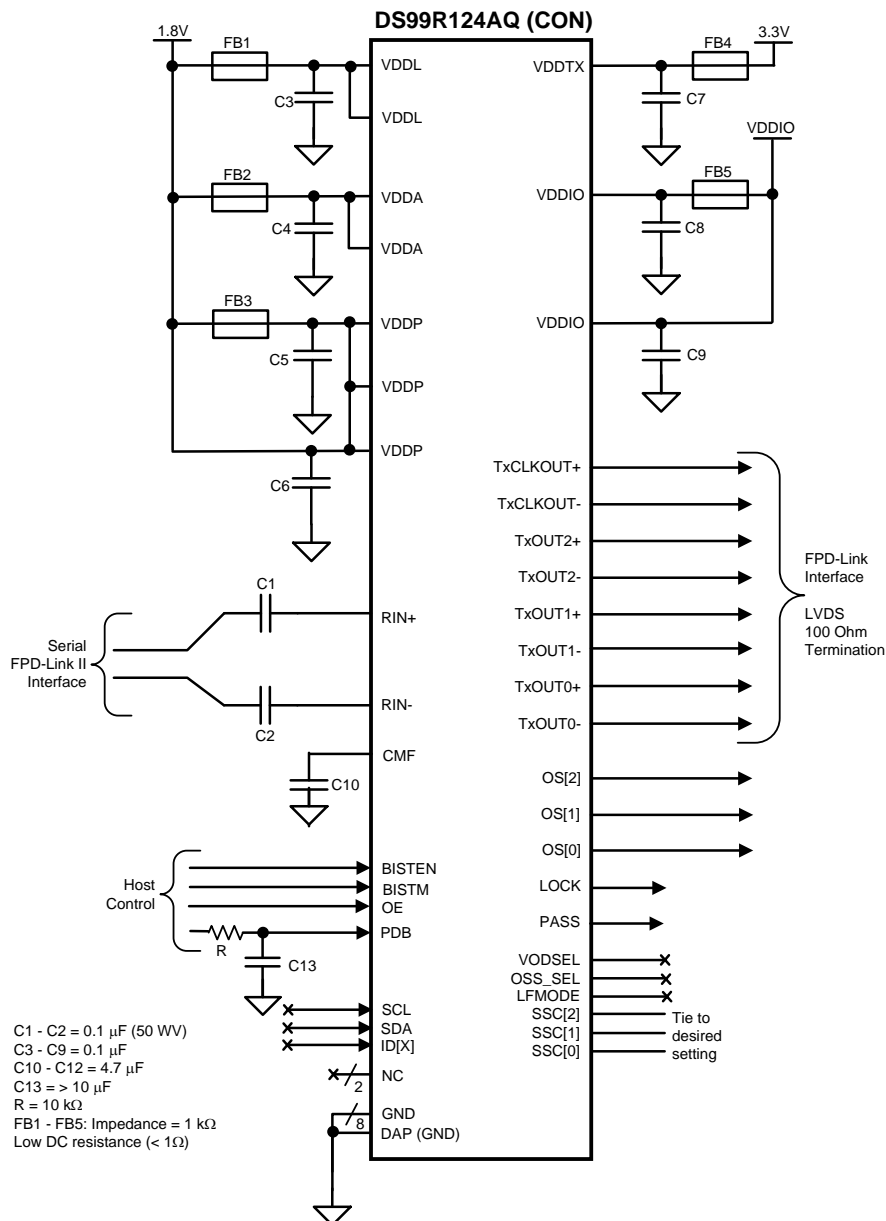 DS99R124AQ (CON)
1.8V
FB1
C3
VDDL
VDDL
FB2
C4
VDDA
VDDA
FB3
C5
VDDP
VDDP
VDDP
C6
C1
RIN+
Serial
FPD-Link II
Interface
RIN-
C2
CMF
C10
Host
Control
BISTEN
BISTM
OE
PDB
R
C13
SCL
SDA
ID[X]
NC
2
GND
8
DAP (GND)
C1 - C2 = 0.1 μF (50 WV)
C3 - C9 = 0.1 μF
C10 - C12 = 4.7 μF
C13 = > 10 μF
R = 10 kΩ
FB1 - FB5: Impedance = 1 kΩ
Low DC resistance (< 1Ω)
3.3V
FB4
VDDTX
C7
VDDIO
FB5
VDDIO
C8
VDDIO
C9
TxCLKOUT+
TxCLKOUT-
TxOUT2+
TxOUT2-
TxOUT1+
TxOUT1-
TxOUT0+
TxOUT0-
FPD-Link
Interface
LVDS
100 Ohm
Termination
OS[2]
OS[1]
OS[0]
LOCK
PASS
VODSEL
OSS_SEL
LFMODE
SSC[2]
SSC[1]
SSC[0]
Tie to
desired
setting